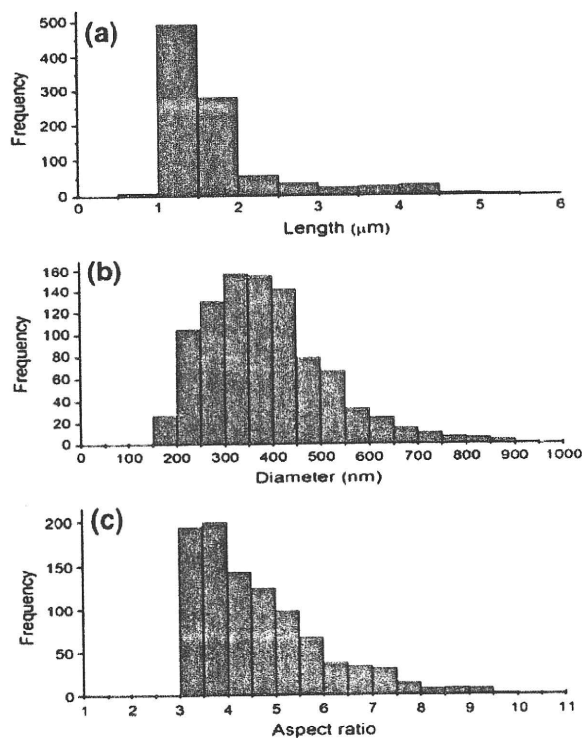 (a)
500
400
300
200
100
0
Frequency
0 1 2 3 4 5 6
Length (μm)
(b)
160
140
120
100
80
60
40
20
0
Frequency
0 100 200 300 400 500 600 700 800 900 1000
Diameter (nm)
(c)
200
150
100
50
0
Frequency
1 2 3 4 5 6 7 8 9 10 11
Aspect ratio